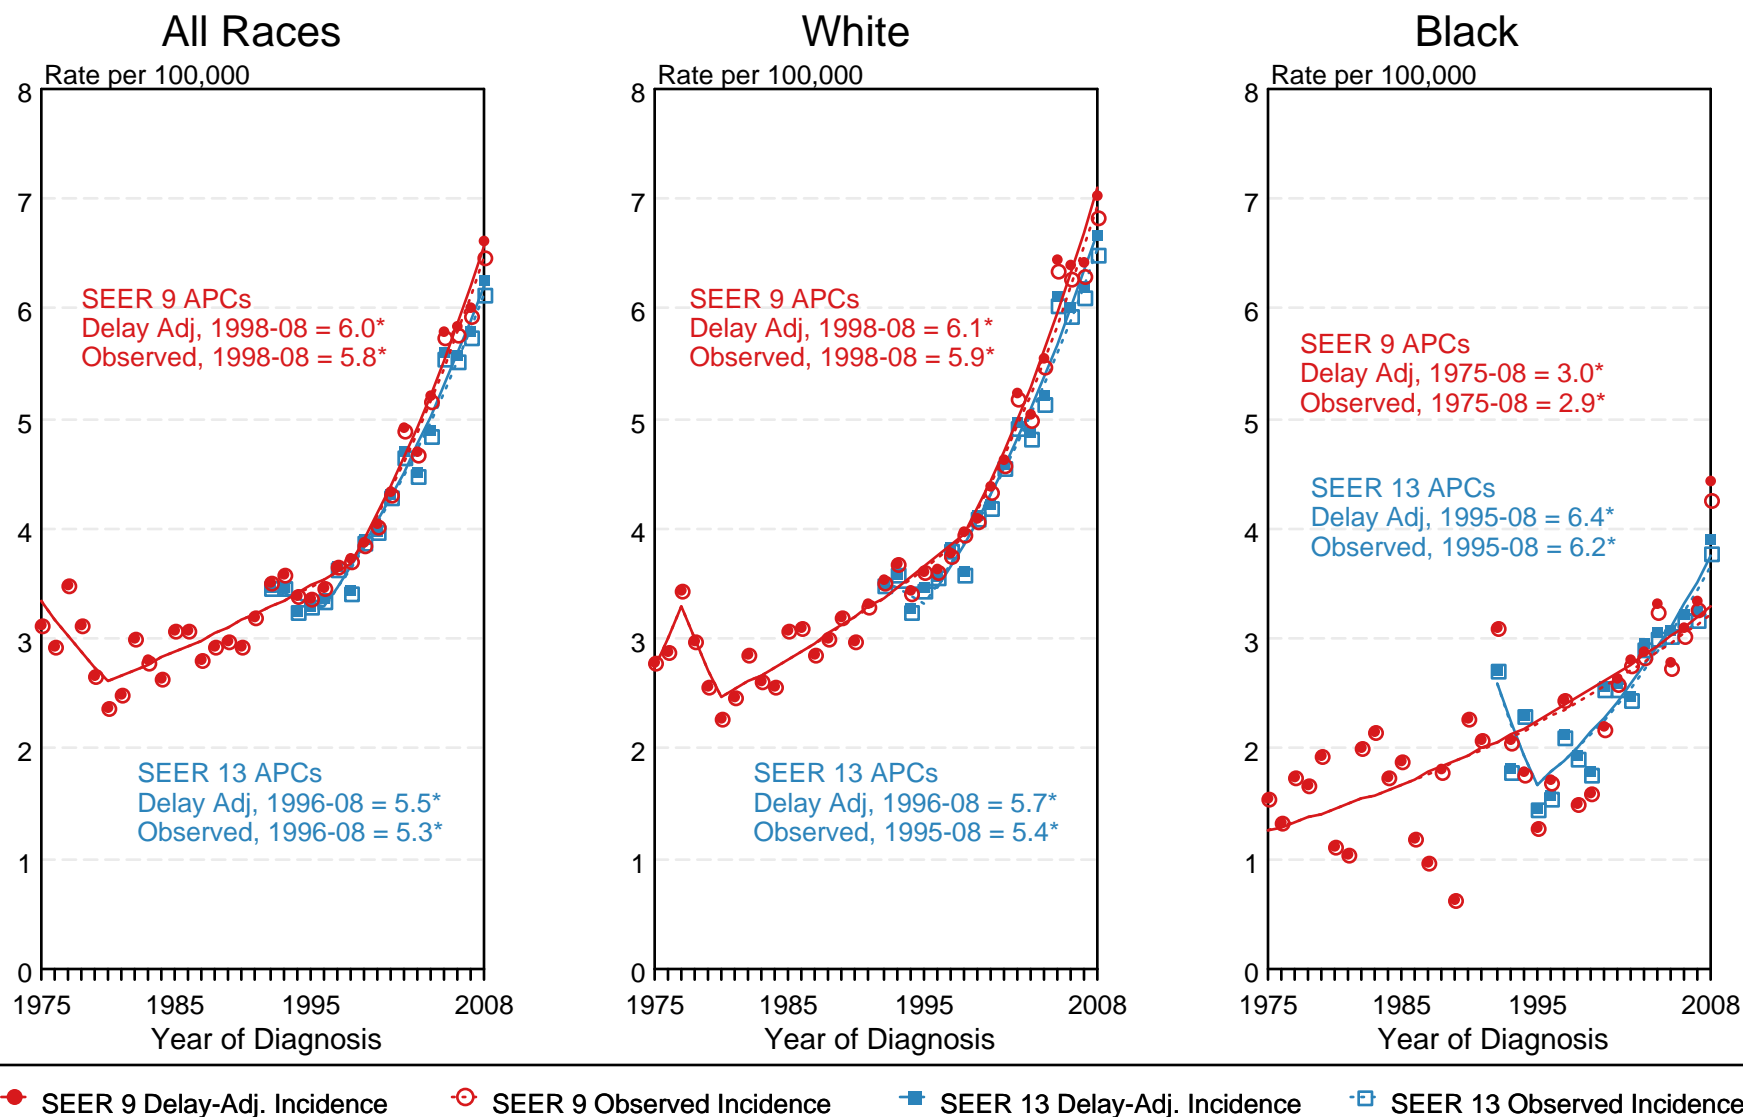 All Races
White
Black
Rate per 100,000
Rate per 100,000
Rate per 100,000
8
7
6
5
4
3
2
1
0
SEER 9 APCs
Delay Adj, 1998-08 = 6.0*
Observed, 1998-08 = 5.8*
SEER 13 APCs
Delay Adj, 1996-08 = 5.5*
Observed, 1996-08 = 5.3*
1975 1985 1995 2008
Year of Diagnosis
8
7
6
5
4
3
2
1
0
SEER 9 APCs
Delay Adj, 1998-08 = 6.1*
Observed, 1998-08 = 5.9*
SEER 13 APCs
Delay Adj, 1996-08 = 5.7*
Observed, 1995-08 = 5.4*
1975 1985 1995 2008
Year of Diagnosis
8
7
6
5
4
3
2
1
0
SEER 9 APCs
Delay Adj, 1975-08 = 3.0*
Observed, 1975-08 = 2.9*
SEER 13 APCs
Delay Adj, 1995-08 = 6.4*
Observed, 1995-08 = 6.2*
1975 1985 1995 2008
Year of Diagnosis
SEER 9 Delay-Adj. Incidence
SEER 9 Observed Incidence
SEER 13 Delay-Adj. Incidence
SEER 13 Observed Incidence